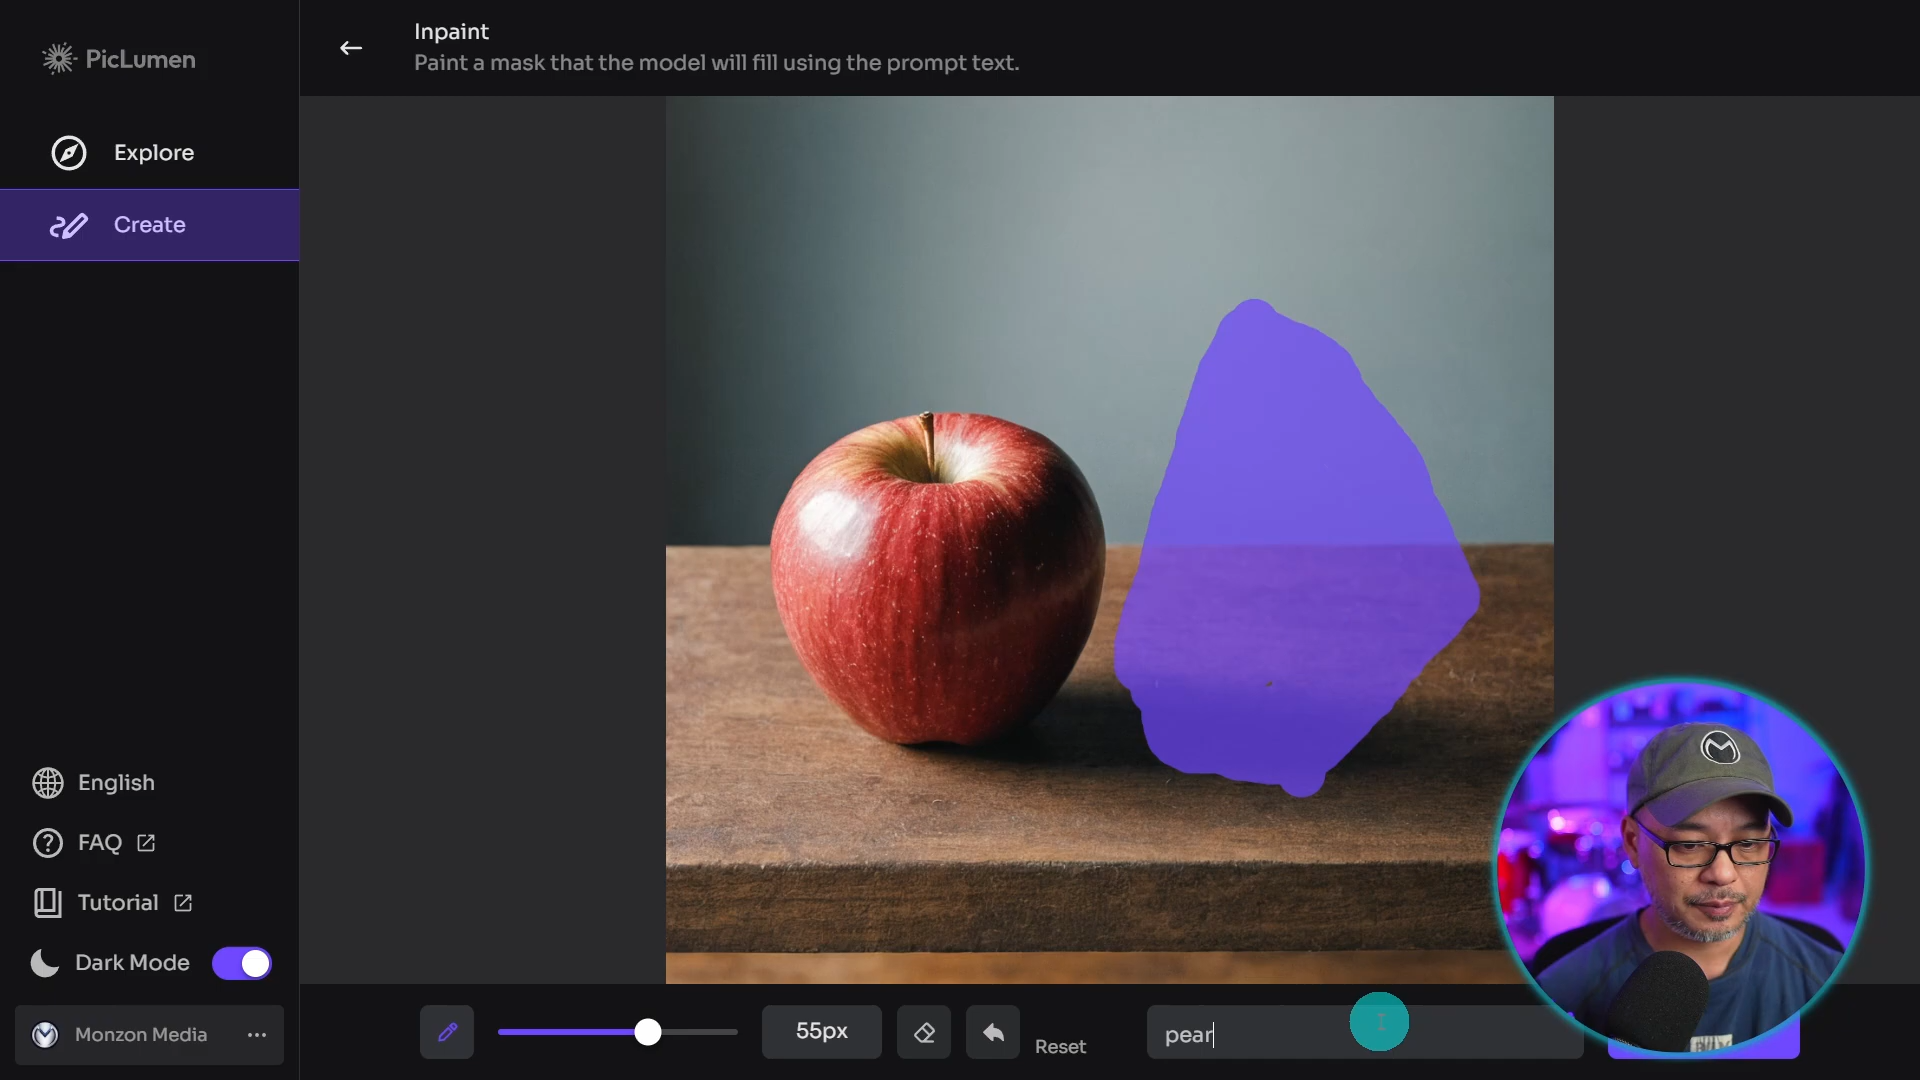 PicLumen
Inpaint
Paint a mask that the model will fill using the prompt text.
Explore
Create
English
FAQ
Tutorial
Dark Mode
Monzon Media
55px
Reset
pear